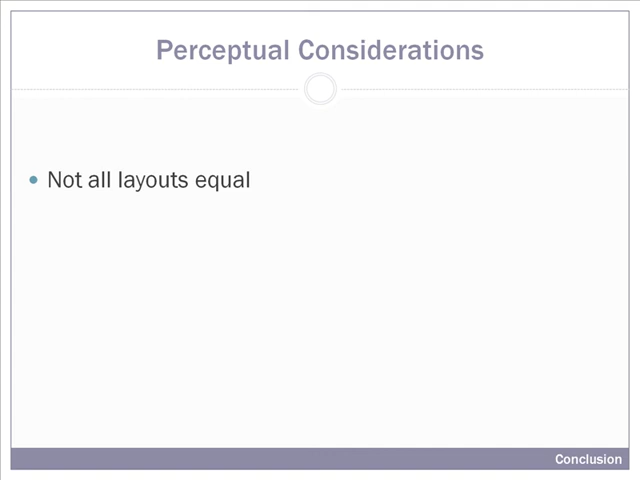 Perceptual Considerations
• Not all layouts equal
Conclusion